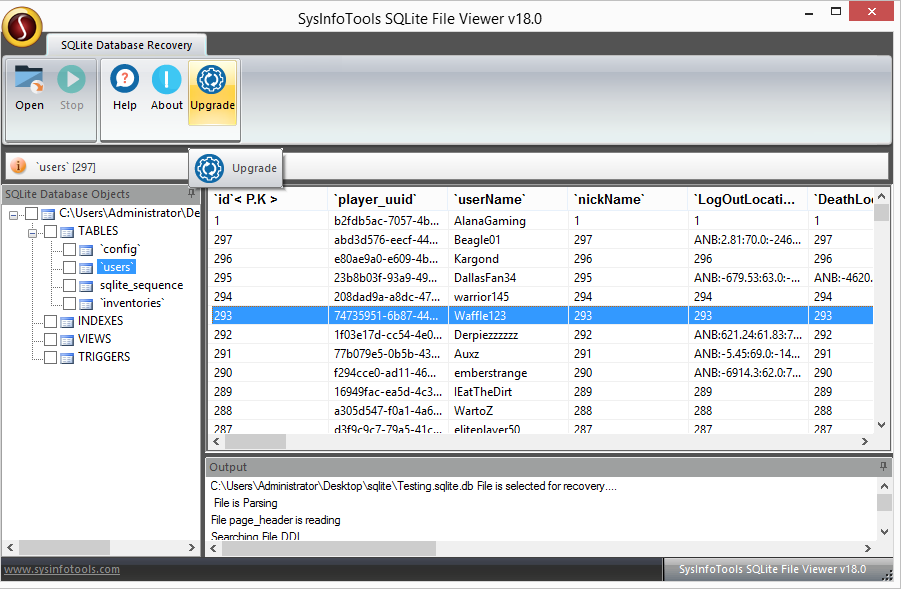 SysInfoTools SQLite File Viewer v18.0
SQLite Database Recovery
Open Stop Help About Upgrade
`users` [297]
Upgrade
SQLite Database Objects
C:\Users\Administrator\De
TABLES
`config`
`users`
sqlite_sequence
`inventories`
INDEXES
VIEWS
TRIGGERS
`id`< P.K > `player_uuid` `userName` `nickName` `LogOutLocati... `DeathLoc
1 b2fdb5ac-7057-4b... AlanaGaming 1 1 1
297 abd3d576-eecf-44... Beagle01 297 ANB:2.81:70.0:-246... 297
296 e80ae9a0-e609-4b... Kargond 296 296 296
295 23b8b03f-93a9-49... DallasFan34 295 ANB:-679.53:63.0:-... ANB:-4620.
294 208dad9a-a8dc-47... warrior145 294 294 294
293 74735951-6b87-44... Waffle123 293 293 293
292 1f03e17d-cc54-4e0... Derpiezzzzzz 292 ANB:621.24:61.83:7... 292
291 77b079e5-0b5b-43... Auxz 291 ANB:-5.45:69.0:-14... 291
290 f294cce0-ad11-46... emberstrange 290 ANB:-6914.3:62.0:7... 290
289 16949fac-ea5d-4c3... IEatTheDirt 289 289 289
288 a305d547-f0a1-4a6... WartoZ 288 288 288
287 d3f9c9c7-79a5-41c... eliteplayer50 287 287 287
Output
C:\Users\Administrator\Desktop\sqlite\Testing.sqlite.db File is selected for recovery....
File is Parsing
File page_header is reading
Searching File DDL
www.sysinfotools.com
SysInfoTools SQLite File Viewer v18.0